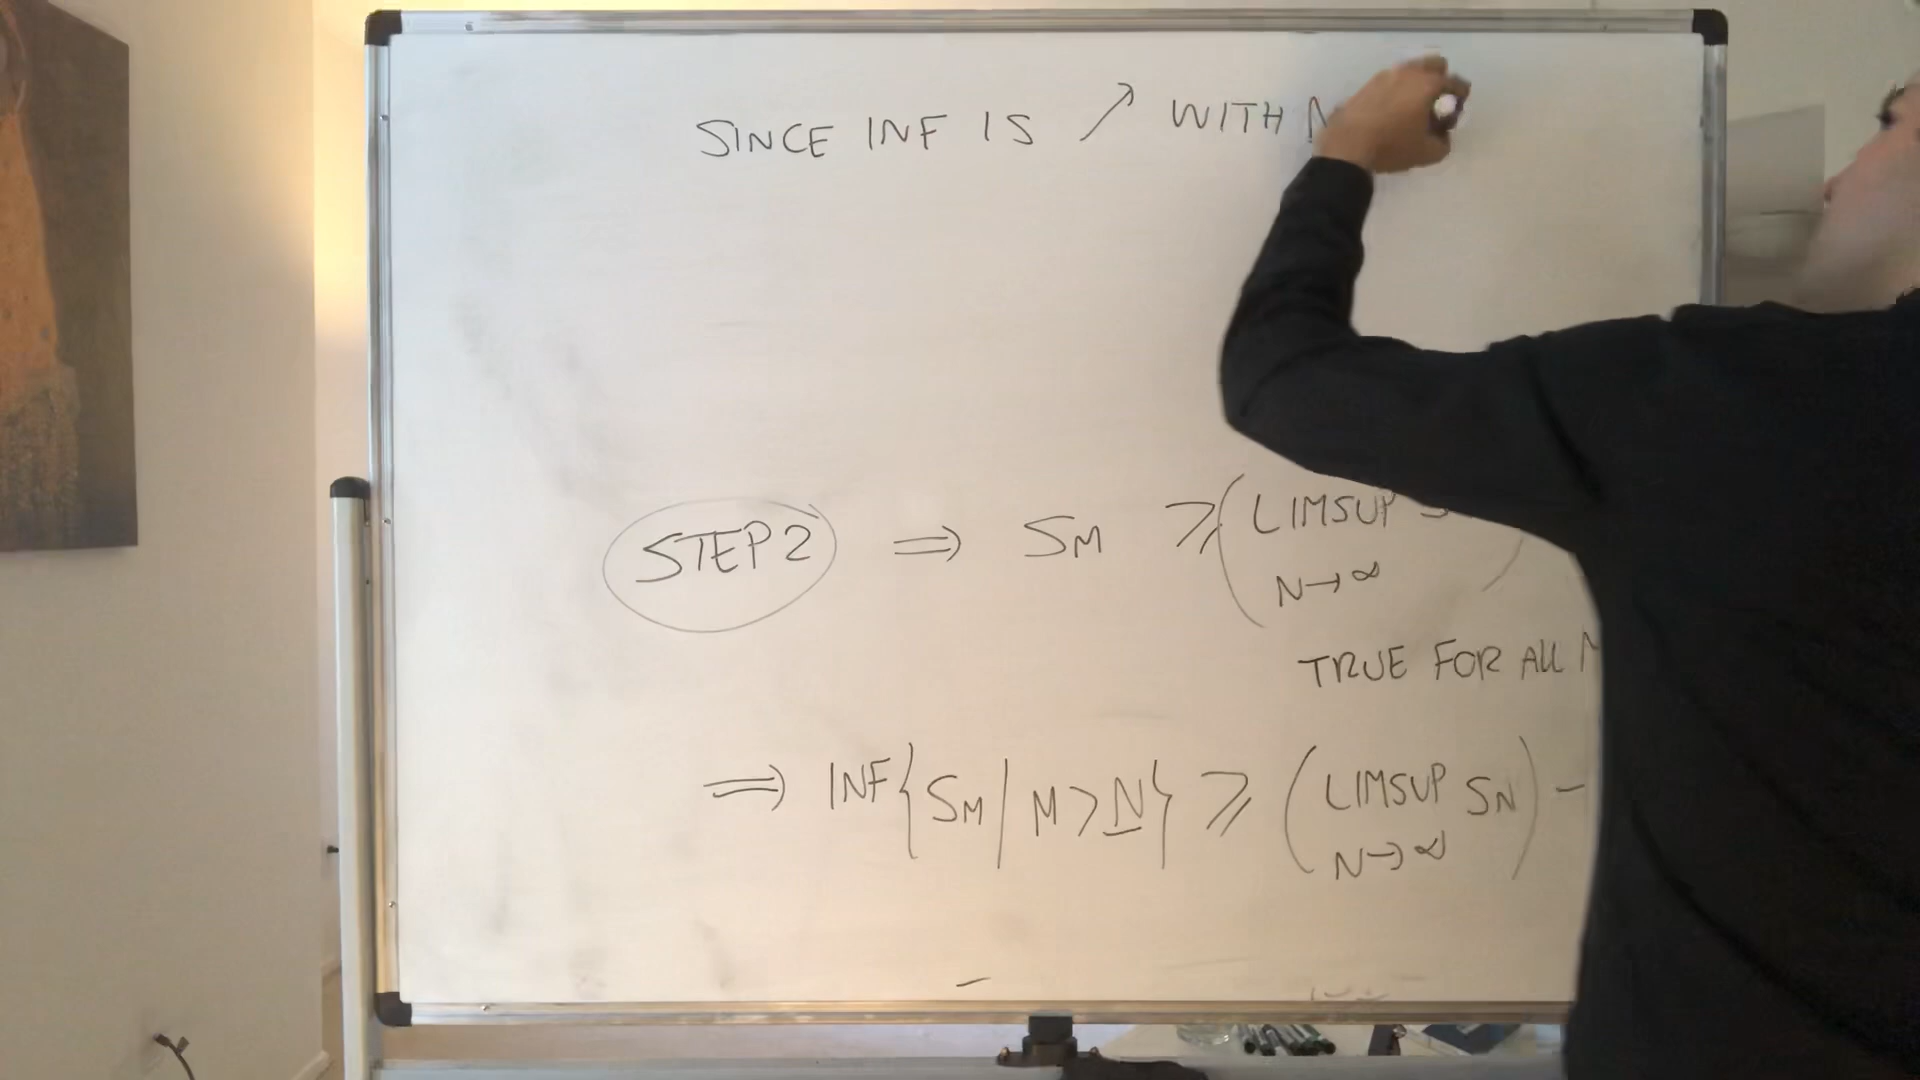 SINCE INF IS ↗ WITH N
STEP 2 ⇒ SM ⩾ (LIMSUP S
N→∞ )
TRUE FOR ALL
⇒ INF{SM | M > N} ⩾ (LIMSUP SN) -
N→∞